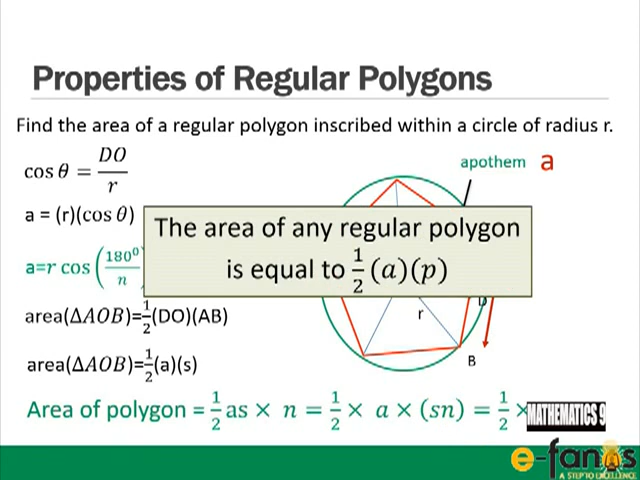 Properties of Regular Polygons
Find the area of a regular polygon inscribed within a circle of radius r.
cos θ = DO/r
apothem a
a = (r)(cos θ)
The area of any regular polygon
is equal to 1/2 (a)(p)
a=r cos (180⁰/n
r
area(ΔAOB)=1/2(DO)(AB)
B
area(ΔAOB)=1/2(a)(s)
Area of polygon = 1/2 as × n = 1/2 × a × (sn) = 1/2 ×
MATHEMATICS 9
e-fanos
A STEP TO EXCELLENCE